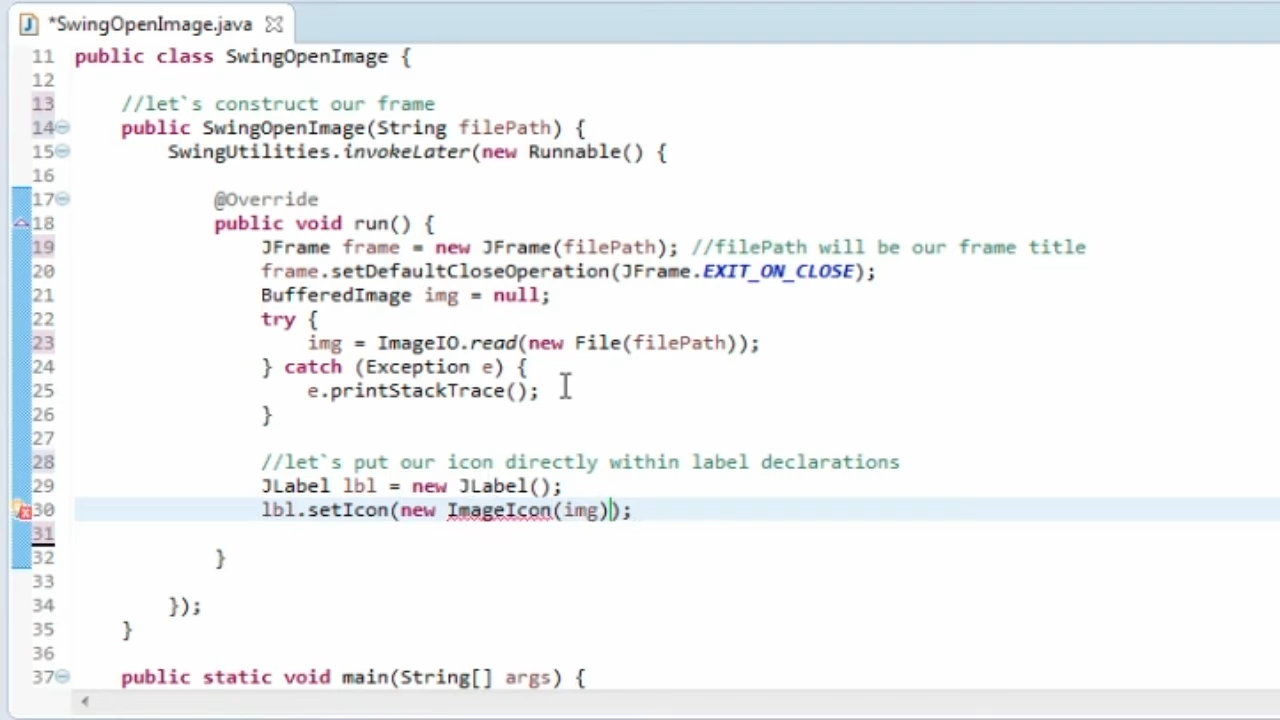 *SwingOpenImage.java
11 public class SwingOpenImage {
12
13 //let`s construct our frame
14 public SwingOpenImage(String filePath) {
15 SwingUtilities.invokeLater(new Runnable() {
16
17 @Override
18 public void run() {
19 JFrame frame = new JFrame(filePath); //filePath will be our frame title
20 frame.setDefaultCloseOperation(JFrame.EXIT_ON_CLOSE);
21 BufferedImage img = null;
22 try {
23 img = ImageIO.read(new File(filePath));
24 } catch (Exception e) {
25 e.printStackTrace();
26 }
27
28 //let`s put our icon directly within label declarations
29 JLabel lbl = new JLabel();
30 lbl.setIcon(new ImageIcon(img));
31
32 }
33
34 });
35 }
36
37 public static void main(String[] args) {